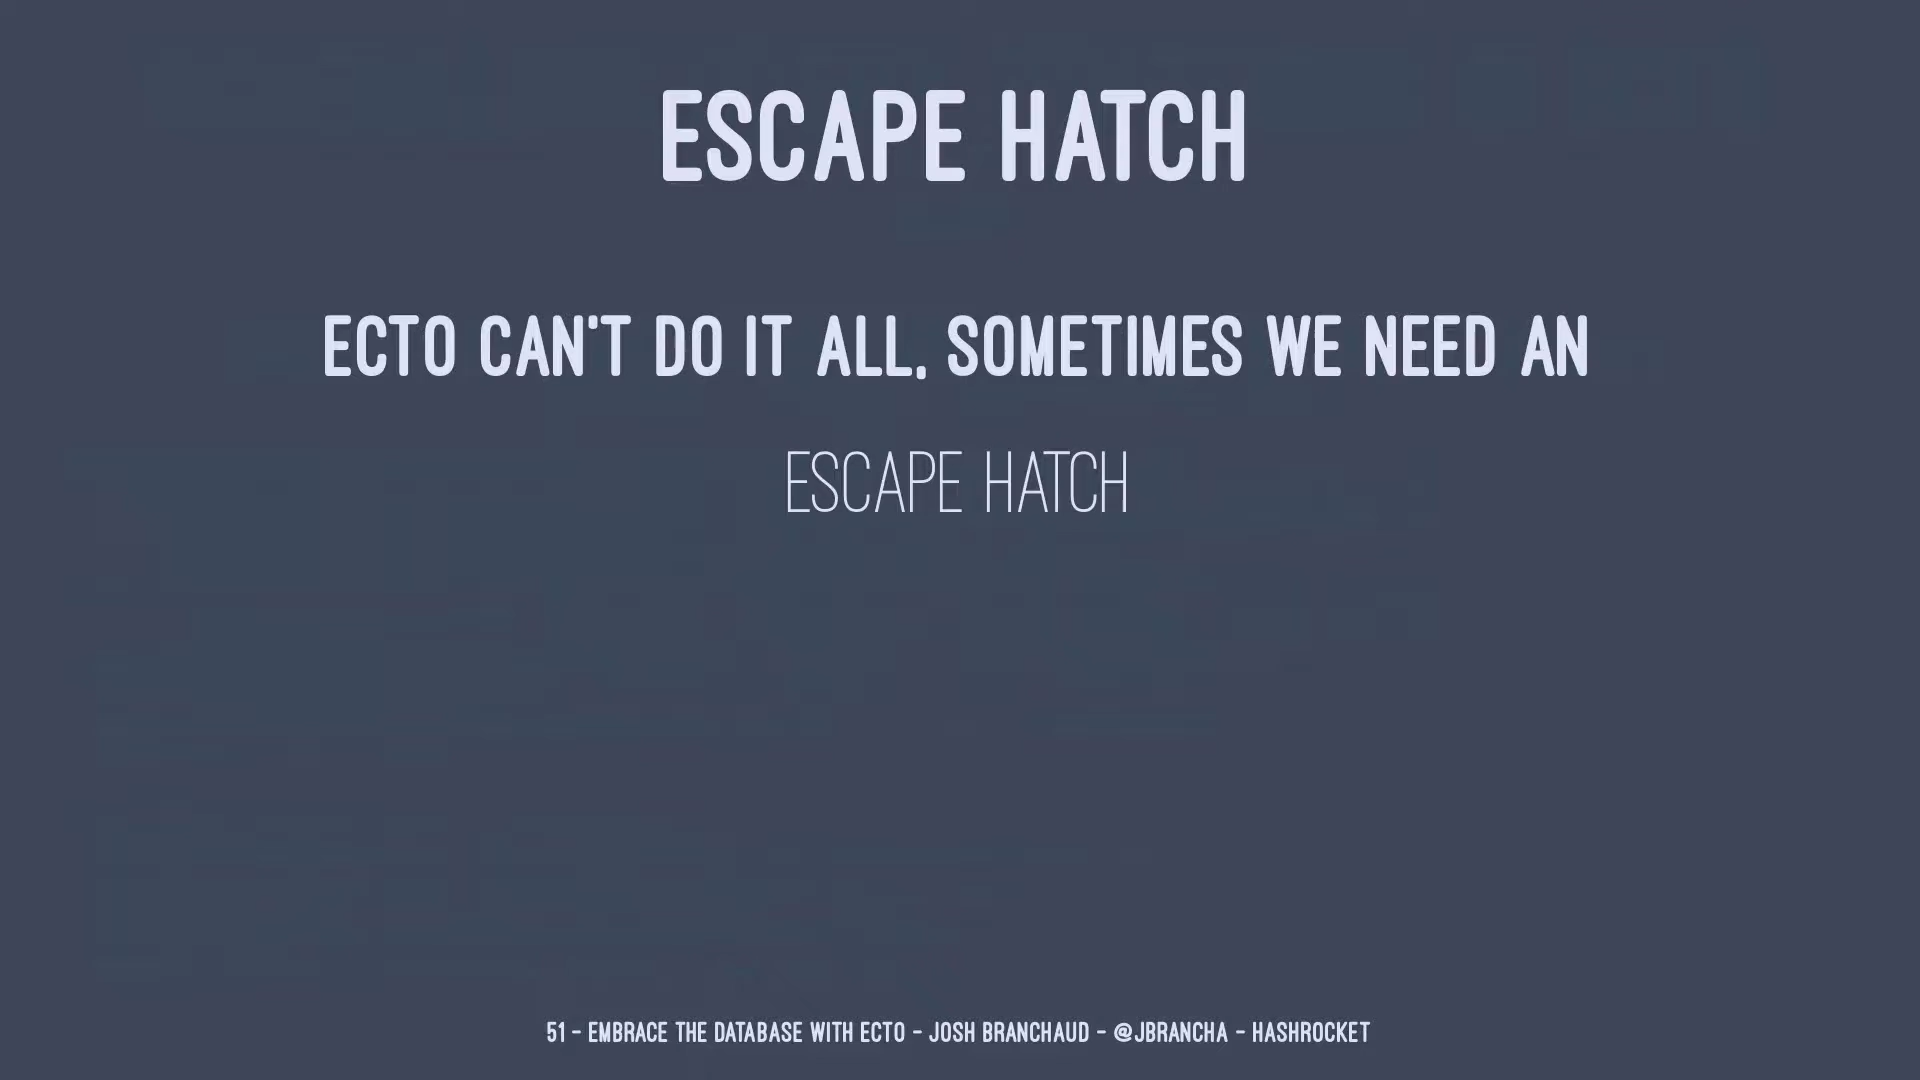 ESCAPE HATCH
ECTO CAN'T DO IT ALL, SOMETIMES WE NEED AN
ESCAPE HATCH
51 - EMBRACE THE DATABASE WITH ECTO - JOSH BRANCHAUD - @JBRANCHA - HASHROCKET